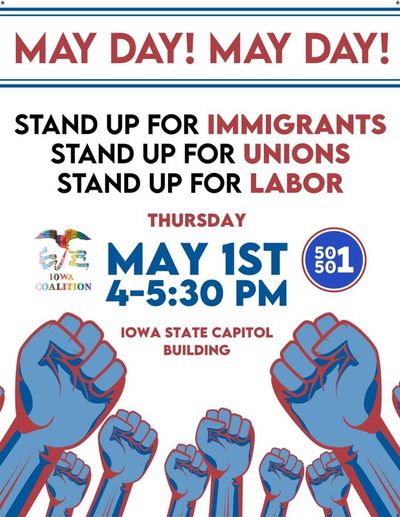 MAY DAY! MAY DAY!
STAND UP FOR IMMIGRANTS
STAND UP FOR UNIONS
STAND UP FOR LABOR
THURSDAY
MAY 1ST
4-5:30 PM
IOWA
COALITION
50
50
1
IOWA STATE CAPITOL
BUILDING